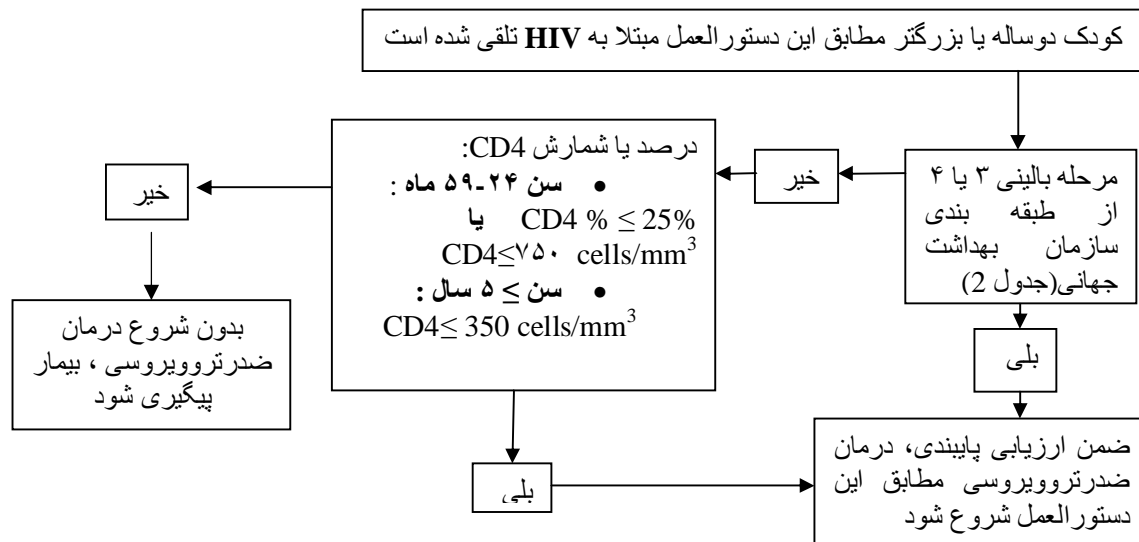 کودک دوساله یا بزرگتر مطابق این دستورالعمل مبتلا به HIV تلقی شده است
مرحله بالینی ۳ یا ۴
از طبقه بندی
سازمان بهداشت
جهانی(جدول 2)
خیر
درصد یا شمارش CD4:
• سن ۲۴-۵۹ ماه :
CD4 % ≤ 25% یا
CD4≤۷۵۰ cells/mm³
• سن ≥ ۵ سال :
CD4≤ 350 cells/mm³
خیر
بدون شروع درمان
ضدرتروویروسی ، بیمار
پیگیری شود
بلی
بلی
ضمن ارزیابی پایبندی، درمان
ضدرتروویروسی مطابق این
دستورالعمل شروع شود